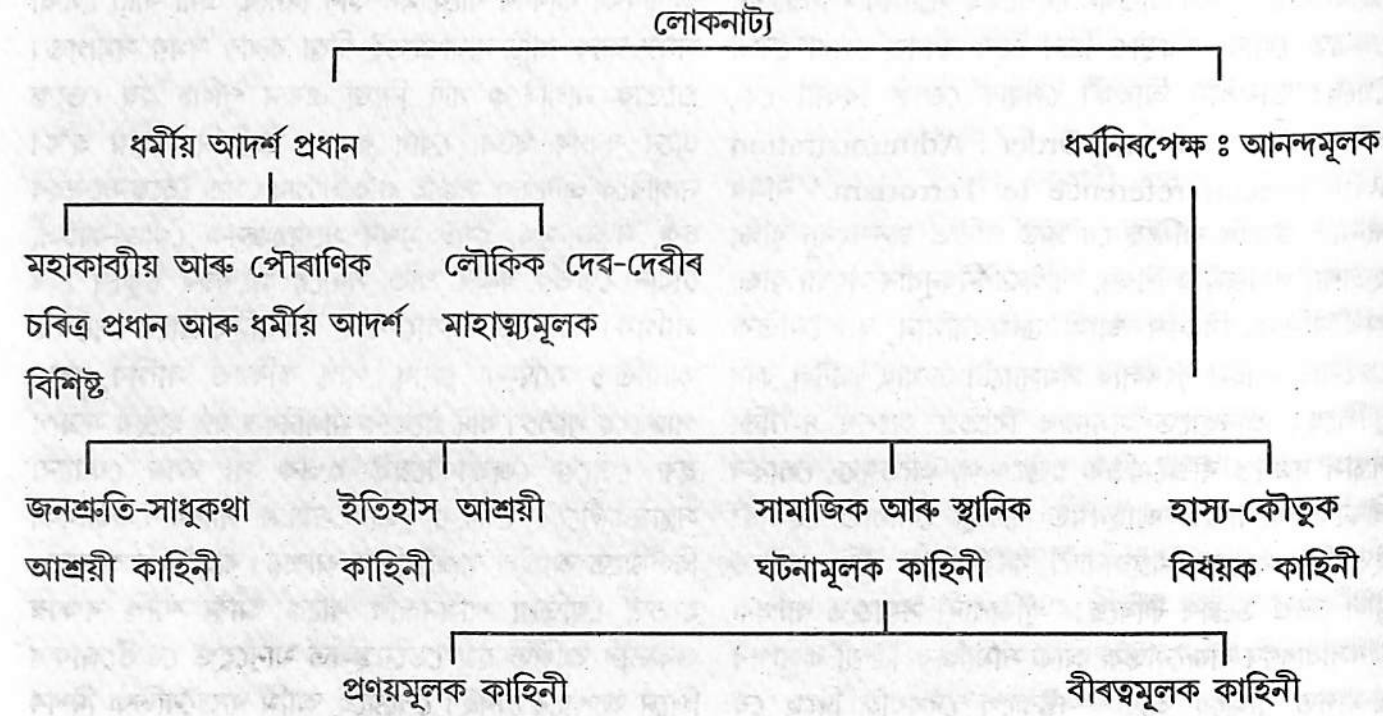 লোকনাট্য
ধৰ্মীয় আদৰ্শ প্ৰধান
ধৰ্মনিৰপেক্ষ ঃ আনন্দমূলক
মহাকাব্যীয় আৰু পৌৰাণিক
চৰিত্ৰ প্ৰধান আৰু ধৰ্মীয় আদৰ্শ
বিশিষ্ট
লৌকিক দেৱ-দেৱীৰ
মাহাত্ম্যমূলক
জনশ্ৰুতি-সাধুকথা
আশ্ৰয়ী কাহিনী
ইতিহাস আশ্ৰয়ী
কাহিনী
সামাজিক আৰু স্থানিক
ঘটনামূলক কাহিনী
হাস্য-কৌতুক
বিষয়ক কাহিনী
প্ৰণয়মূলক কাহিনী
বীৰত্বমূলক কাহিনী